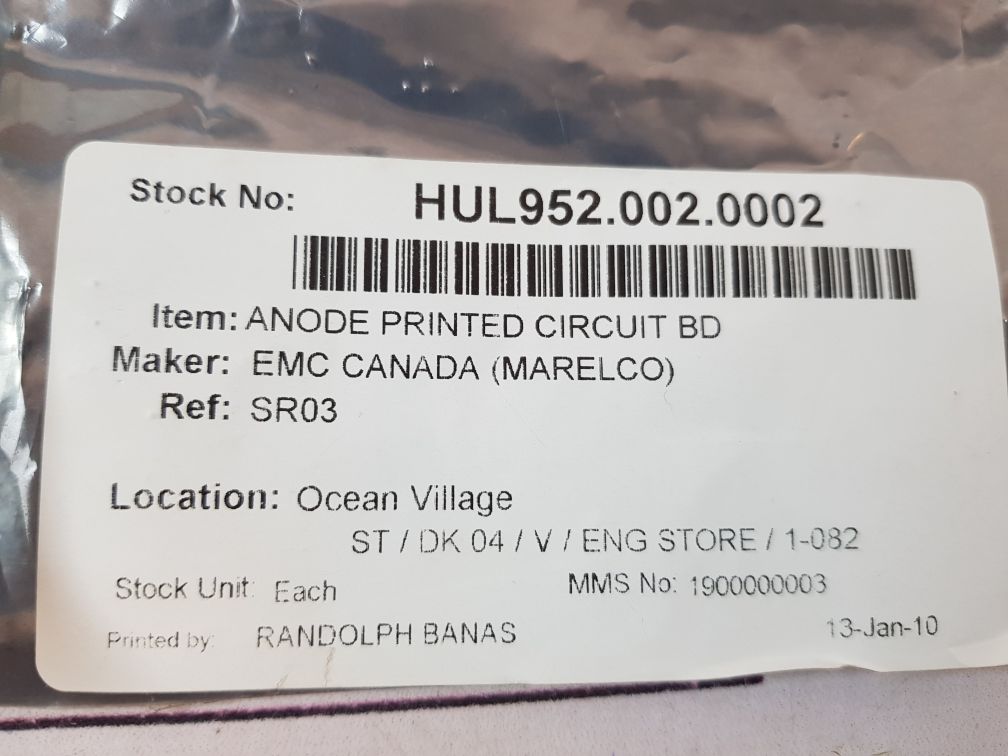 Stock No: HUL952.002.0002
Item: ANODE PRINTED CIRCUIT BD
Maker: EMC CANADA (MARELCO)
Ref: SR03
Location: Ocean Village
ST / DK 04 / V / ENG STORE / 1-082
Stock Unit: Each MMS No: 1900000003
Printed by: RANDOLPH BANAS 13-Jan-10